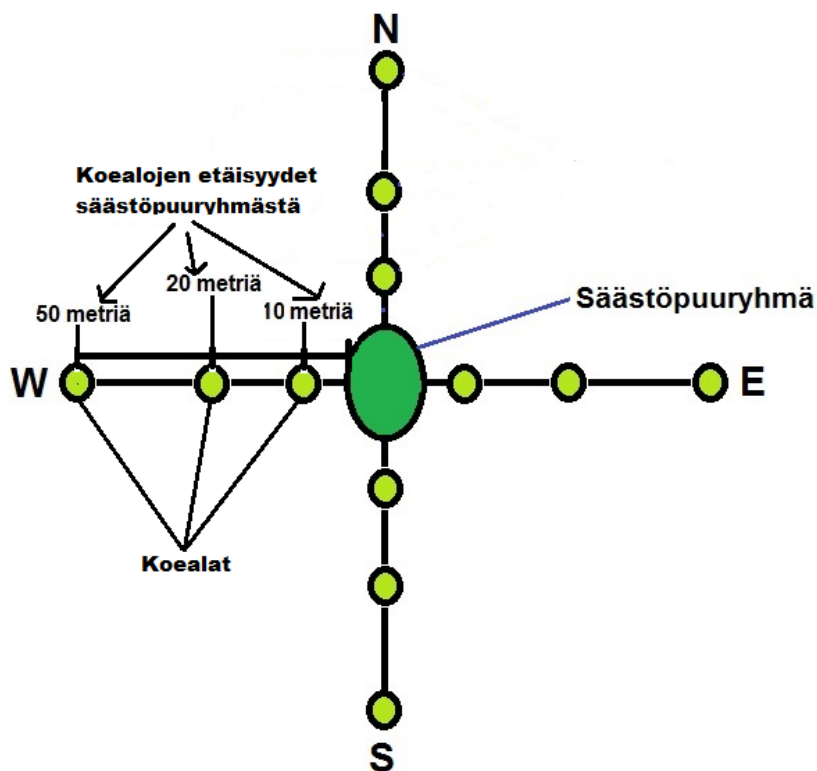 N
Koealojen etäisyydet
säästöpuuryhmästä
20 metriä
50 metriä
10 metriä
Säästöpuuryhmä
W
E
Koealat
S